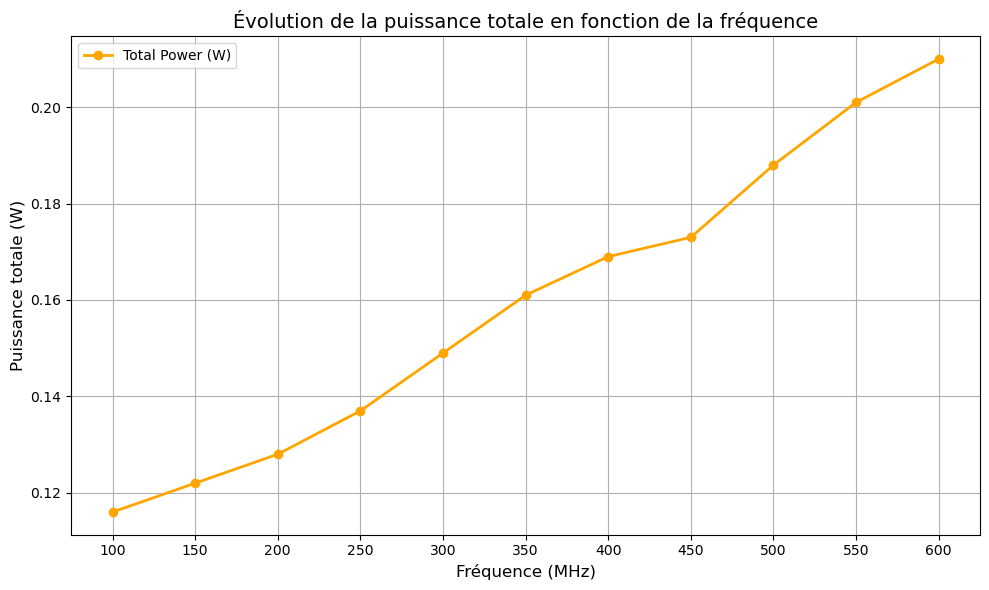 Évolution de la puissance totale en fonction de la fréquence
Total Power (W)
Puissance totale (W)
0.20
0.18
0.16
0.14
0.12
100 150 200 250 300 350 400 450 500 550 600
Fréquence (MHz)